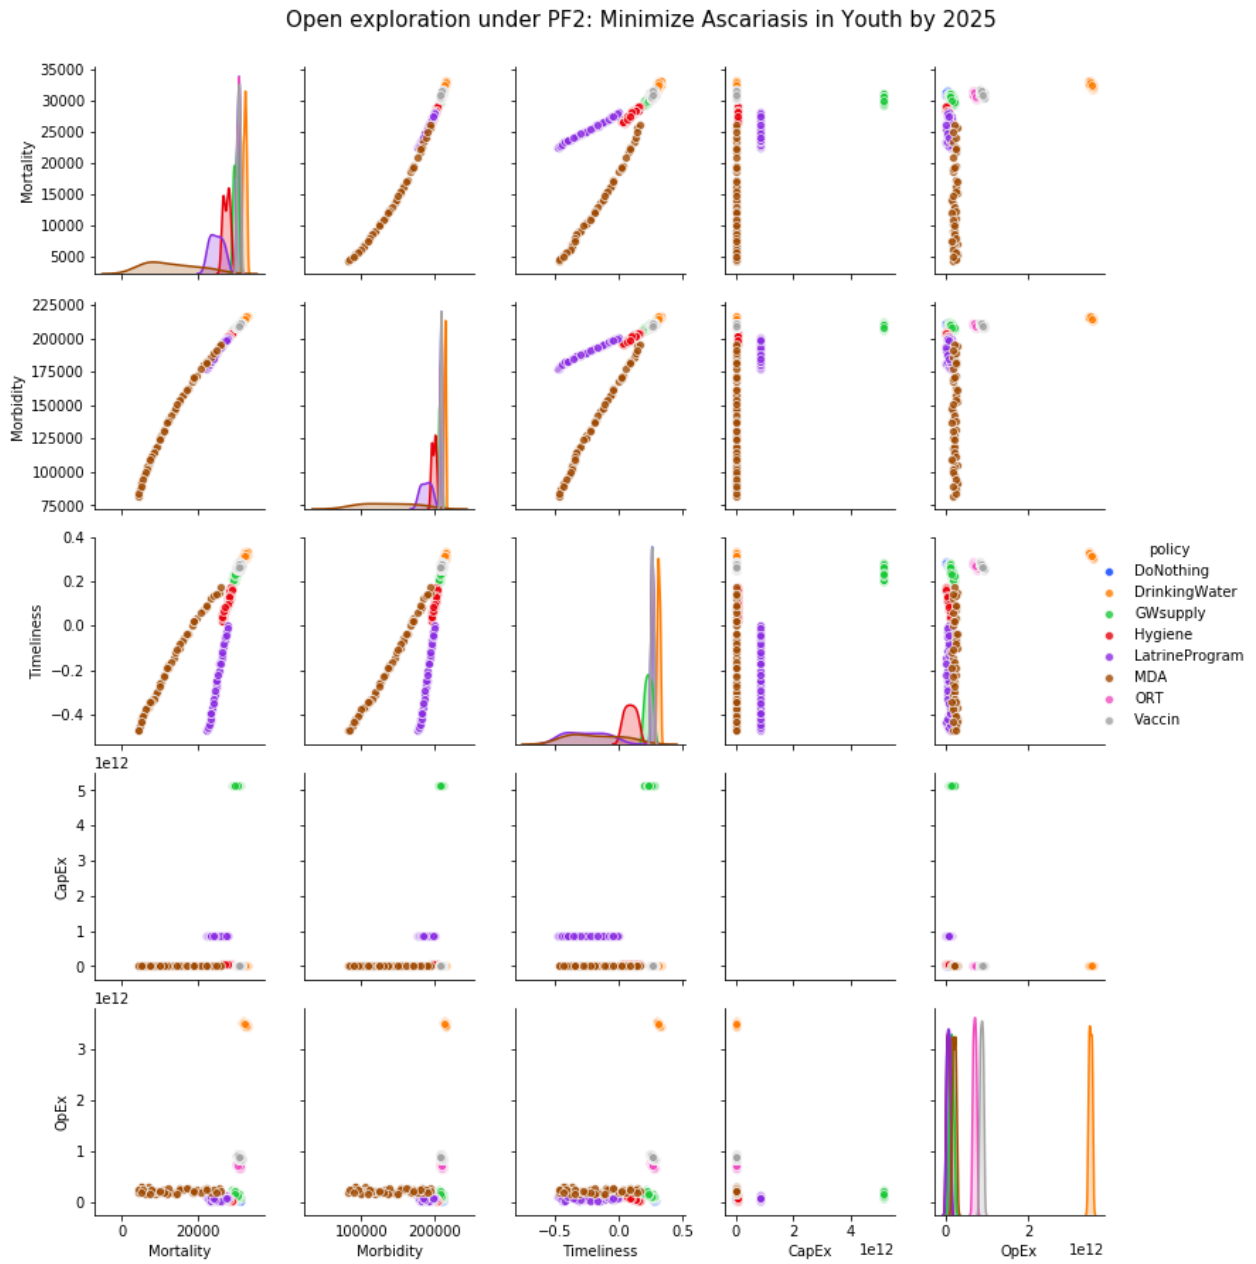 Open exploration under PF2: Minimize Ascariasis in Youth by 2025
35000
30000
25000
20000
15000
10000
5000
Mortality
225000
200000
175000
150000
125000
100000
75000
Morbidity
0.4
0.2
0.0
−0.2
−0.4
Timeliness
policy
DoNothing
DrinkingWater
GWsupply
Hygiene
LatrineProgram
MDA
ORT
Vaccin
1e12
5
4
3
2
1
0
CapEx
1e12
3
2
1
0
OpEx
0 20000
Mortality
100000 200000
Morbidity
−0.5 0.0 0.5
Timeliness
0 2 4
CapEx 1e12
0 2
OpEx 1e12